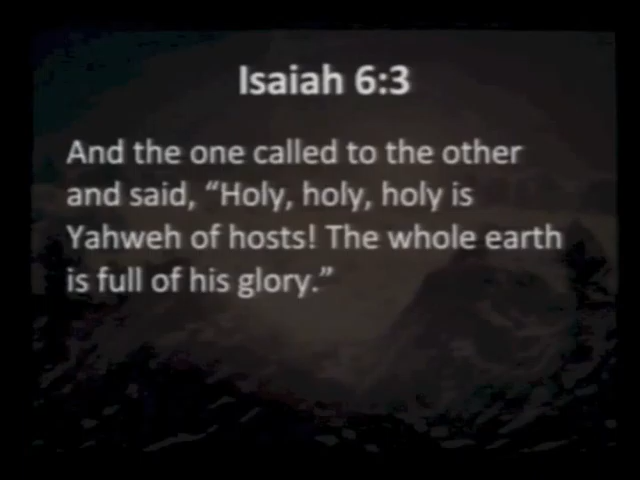 Isaiah 6:3
And the one called to the other
and said, “Holy, holy, holy is
Yahweh of hosts! The whole earth
is full of his glory.”